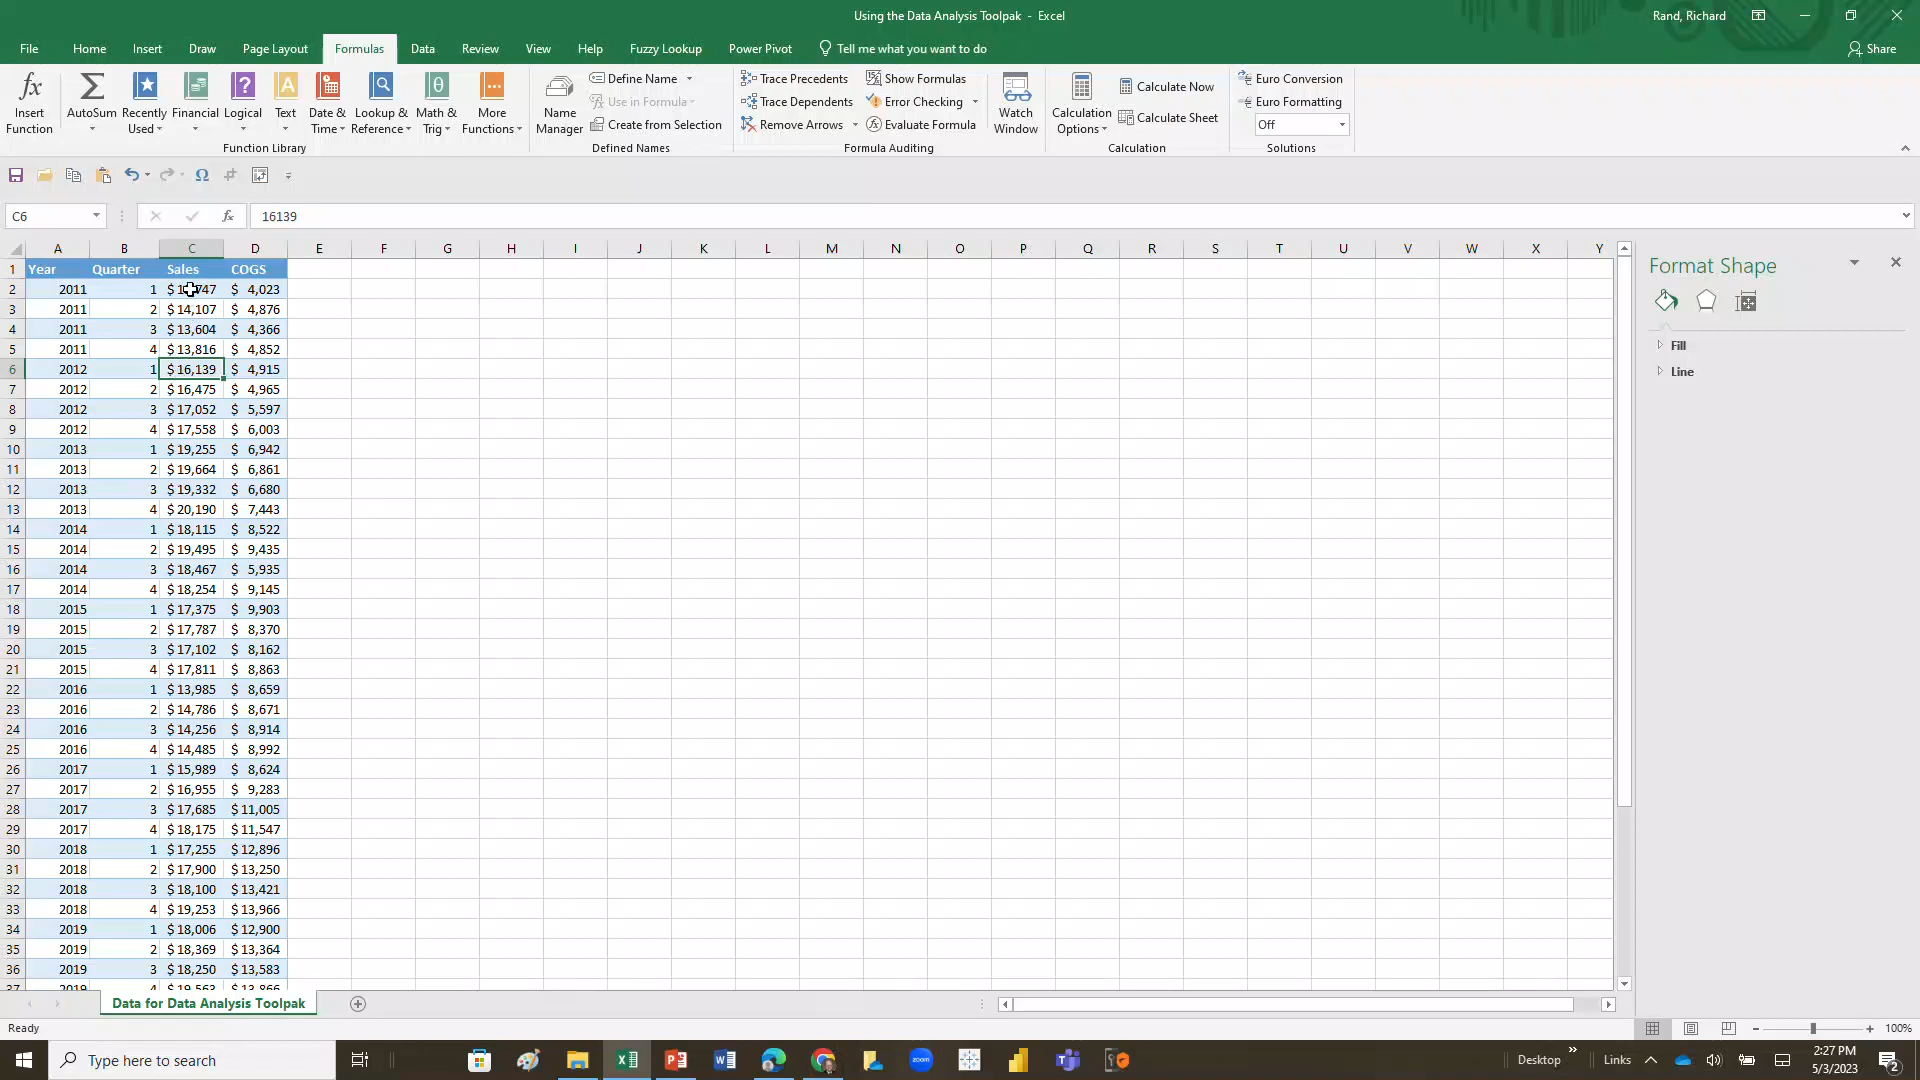 Using the Data Analysis Toolpak - Excel
Rand, Richard
File Home Insert Draw Page Layout Formulas Data Review View Help Fuzzy Lookup Power Pivot Tell me what you want to do Share
Insert Function
AutoSum
Recently Used
Financial
Logical
Text
Date & Time
Lookup & Reference
Math & Trig
More Functions
Function Library
Name Manager
Define Name
Use in Formula
Create from Selection
Defined Names
Trace Precedents
Trace Dependents
Remove Arrows
Show Formulas
Error Checking
Evaluate Formula
Formula Auditing
Watch Window
Calculation Options
Calculate Now
Calculate Sheet
Calculation
Euro Conversion
Euro Formatting
Off
Solutions
C6 fx 16139
A B C D E F G H I J K L M N O P Q R S T U V W X Y
1 Year Quarter Sales COGS
2 2011 1 $ 4,023
3 2011 2 $ 14,107 $ 4,876
4 2011 3 $ 13,604 $ 4,366
5 2011 4 $ 13,816 $ 4,852
6 2012 1 $ 16,139 $ 4,915
7 2012 2 $ 16,475 $ 4,965
8 2012 3 $ 17,052 $ 5,597
9 2012 4 $ 17,558 $ 6,003
10 2013 1 $ 19,255 $ 6,942
11 2013 2 $ 19,664 $ 6,861
12 2013 3 $ 19,332 $ 6,680
13 2013 4 $ 20,190 $ 7,443
14 2014 1 $ 18,115 $ 8,522
15 2014 2 $ 19,495 $ 9,435
16 2014 3 $ 18,467 $ 5,935
17 2014 4 $ 18,254 $ 9,145
18 2015 1 $ 17,375 $ 9,903
19 2015 2 $ 17,787 $ 8,370
20 2015 3 $ 17,102 $ 8,162
21 2015 4 $ 17,811 $ 8,863
22 2016 1 $ 13,985 $ 8,659
23 2016 2 $ 14,786 $ 8,671
24 2016 3 $ 14,256 $ 8,914
25 2016 4 $ 14,485 $ 8,992
26 2017 1 $ 15,989 $ 8,624
27 2017 2 $ 16,955 $ 9,283
28 2017 3 $ 17,685 $ 11,005
29 2017 4 $ 18,175 $ 11,547
30 2018 1 $ 17,255 $ 12,896
31 2018 2 $ 17,900 $ 13,250
32 2018 3 $ 18,100 $ 13,421
33 2018 4 $ 19,253 $ 13,966
34 2019 1 $ 18,006 $ 12,900
35 2019 2 $ 18,369 $ 13,364
36 2019 3 $ 18,250 $ 13,583
Format Shape
Fill
Line
Data for Data Analysis Toolpak
Ready
100%
Type here to search
zoom
Desktop
Links
2:27 PM
5/3/2023
2